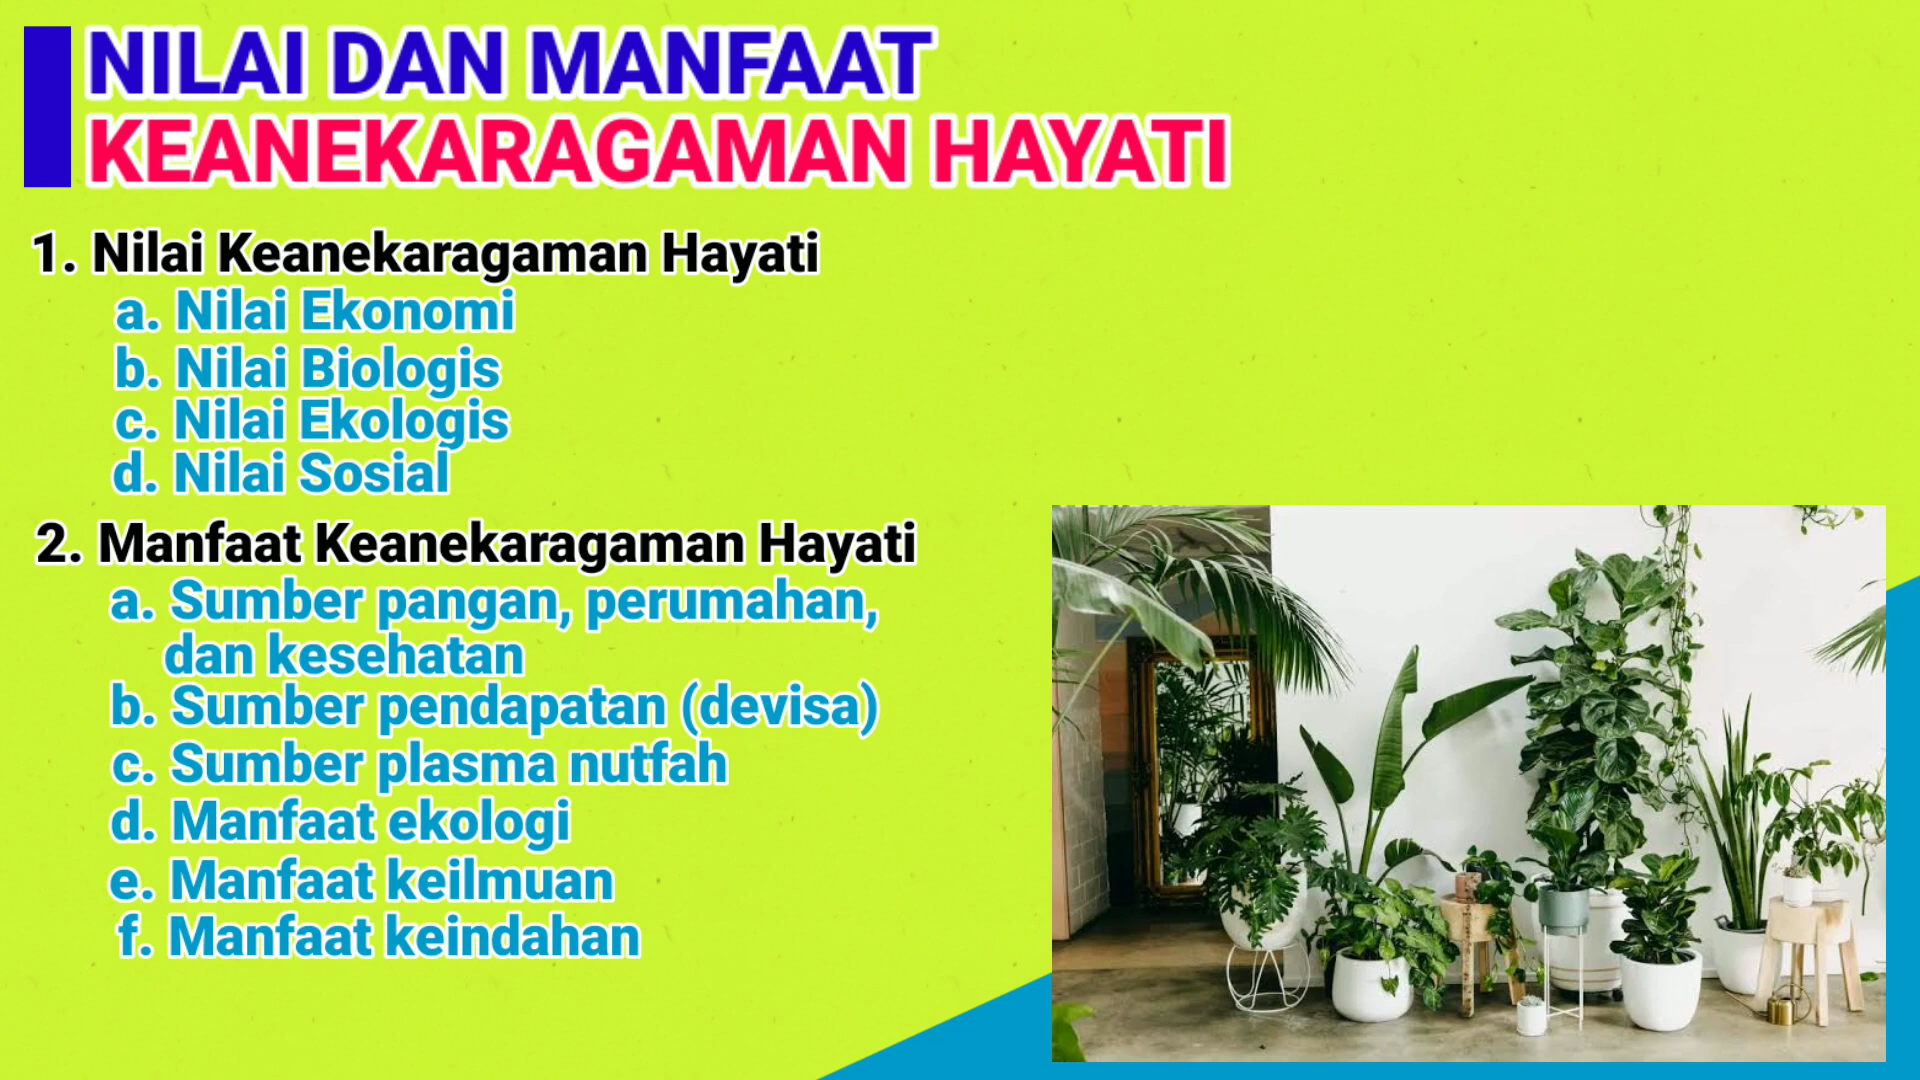 NILAI DAN MANFAAT
KEANEKARAGAMAN HAYATI
1. Nilai Keanekaragaman Hayati
a. Nilai Ekonomi
b. Nilai Biologis
c. Nilai Ekologis
d. Nilai Sosial
2. Manfaat Keanekaragaman Hayati
a. Sumber pangan, perumahan,
dan kesehatan
b. Sumber pendapatan (devisa)
c. Sumber plasma nutfah
d. Manfaat ekologi
e. Manfaat keilmuan
f. Manfaat keindahan